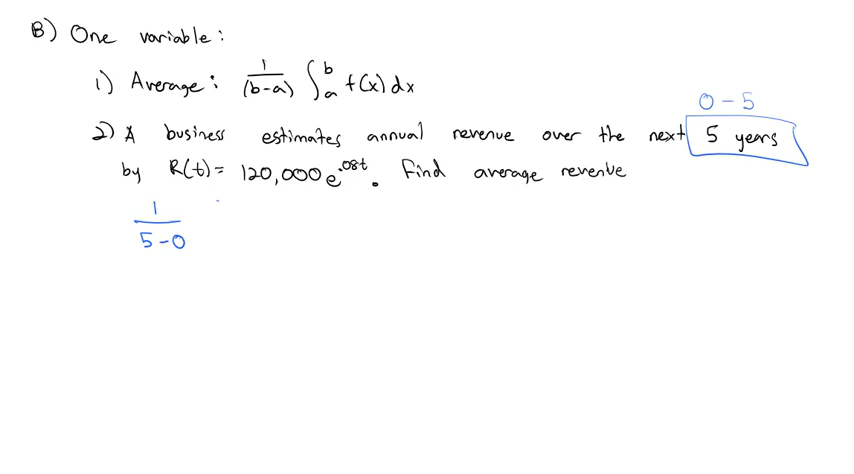 B) One variable:
1) Average: 1/(b-a) ∫_a^b f(x) dx
0 - 5
2) A business estimates annual revenue over the next 5 years
by R(t) = 120,000 e^.08t. Find average revenue
1/(5-0)